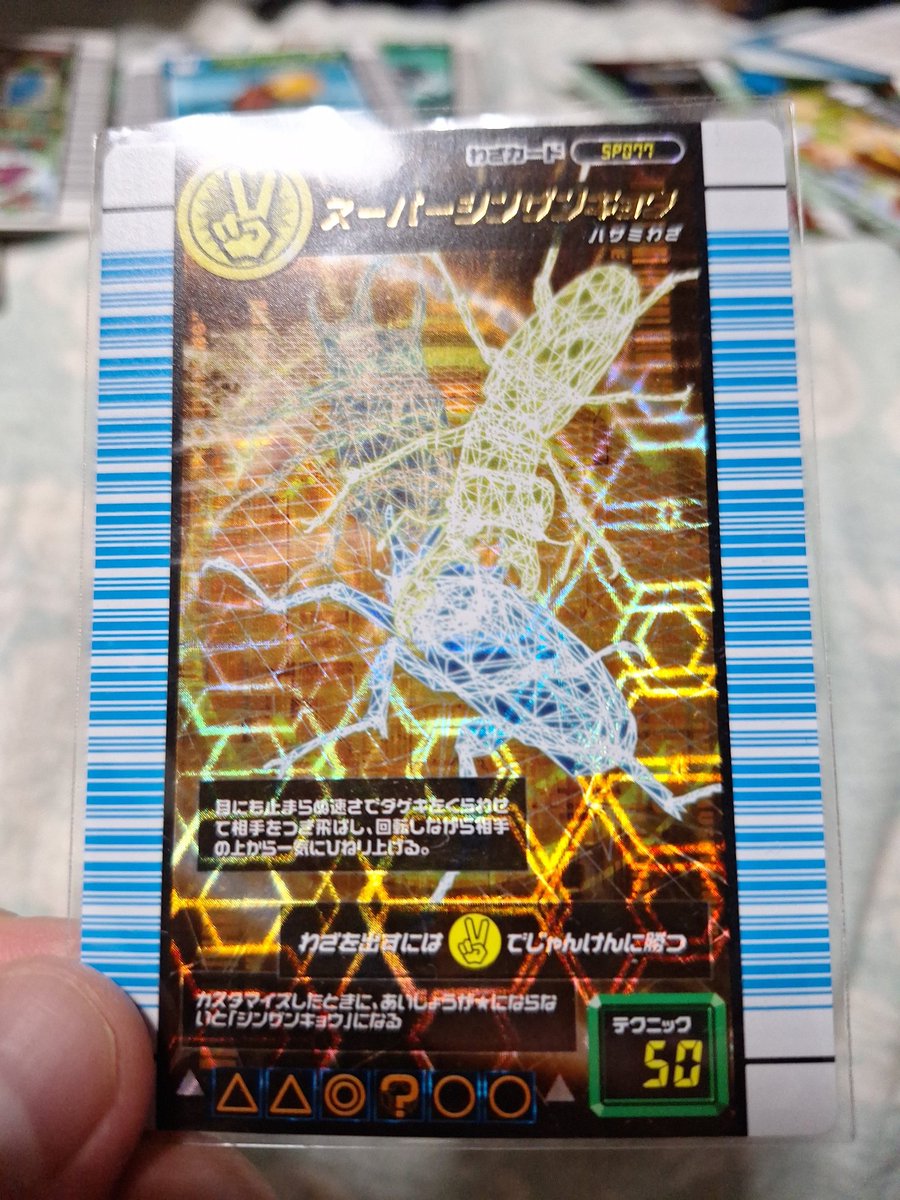 わざカード SP077
スーパーシンザンキョウ
ハサミわざ
目にも止まらぬ速さでダゲキをくらわせ
て相手をつき飛ばし、回転しながら相手
の上から一気にひねり上げる。
わざを出すには でじゃんけんに勝つ
カスタマイズしたときに、あいしょうが★にならな
いと「シンザンキョウ」になる
テクニック
50
△ △ ◎ ? ○ ○